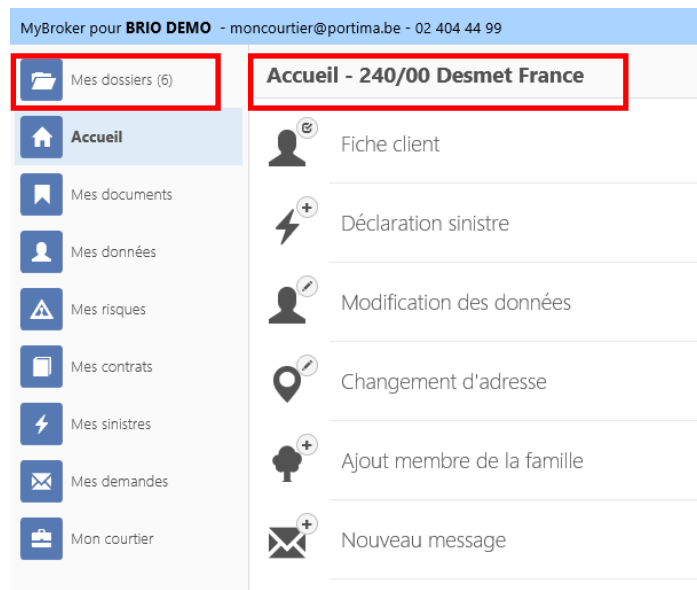 MyBroker pour BRIO DEMO - moncourtier@portima.be - 02 404 44 99
Mes dossiers (6)
Accueil
Mes documents
Mes données
Mes risques
Mes contrats
Mes sinistres
Mes demandes
Mon courtier
Accueil - 240/00 Desmet France
Fiche client
Déclaration sinistre
Modification des données
Changement d'adresse
Ajout membre de la famille
Nouveau message